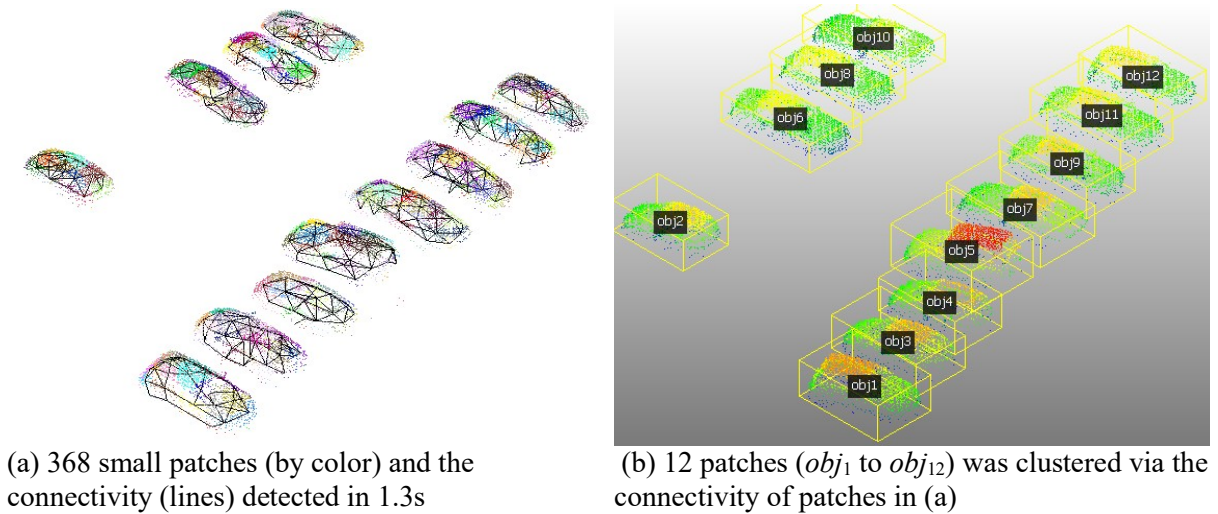 obj10
obj12
obj8
obj11
obj6
obj9
obj7
obj2
obj5
obj4
obj3
obj1
(a) 368 small patches (by color) and the
connectivity (lines) detected in 1.3s
(b) 12 patches (obj1 to obj12) was clustered via the
connectivity of patches in (a)